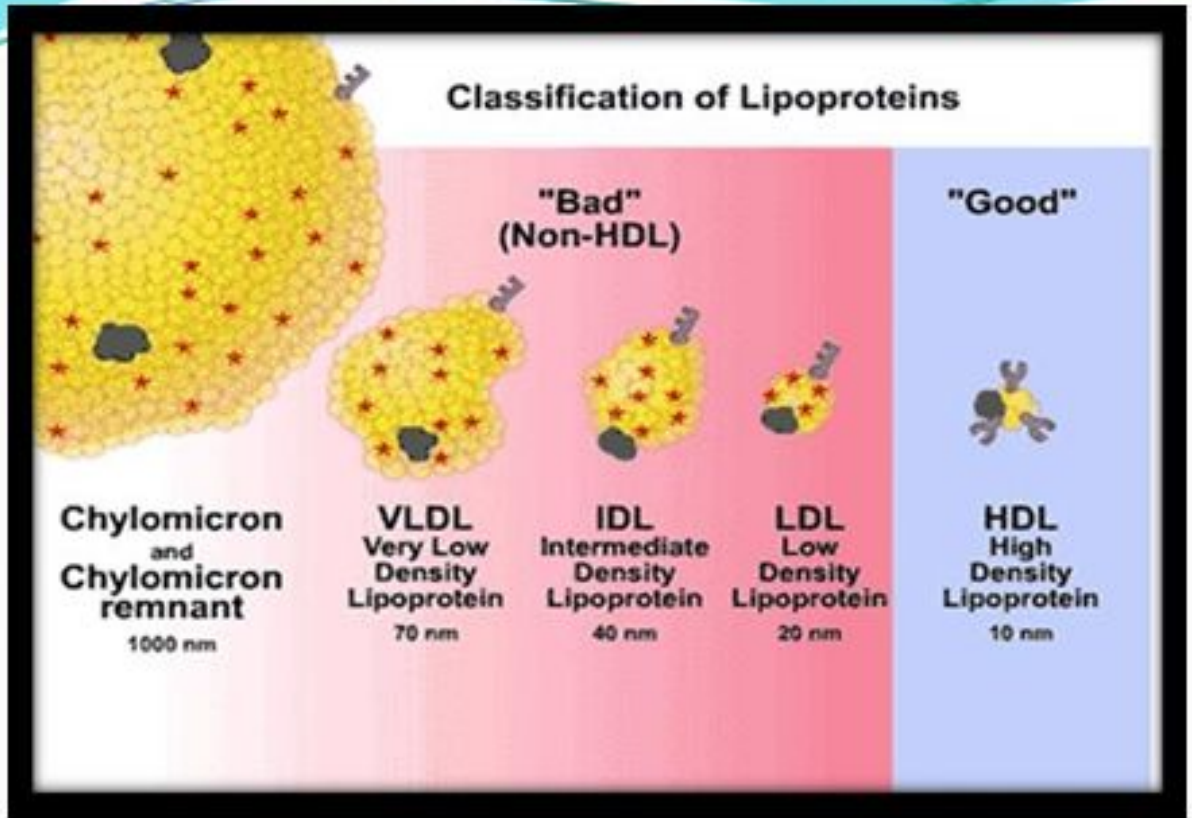 Classification of Lipoproteins
"Bad"
(Non-HDL)
"Good"
Chylomicron
and
Chylomicron
remnant
1000 nm
VLDL
Very Low
Density
Lipoprotein
70 nm
IDL
Intermediate
Density
Lipoprotein
40 nm
LDL
Low
Density
Lipoprotein
20 nm
HDL
High
Density
Lipoprotein
10 nm